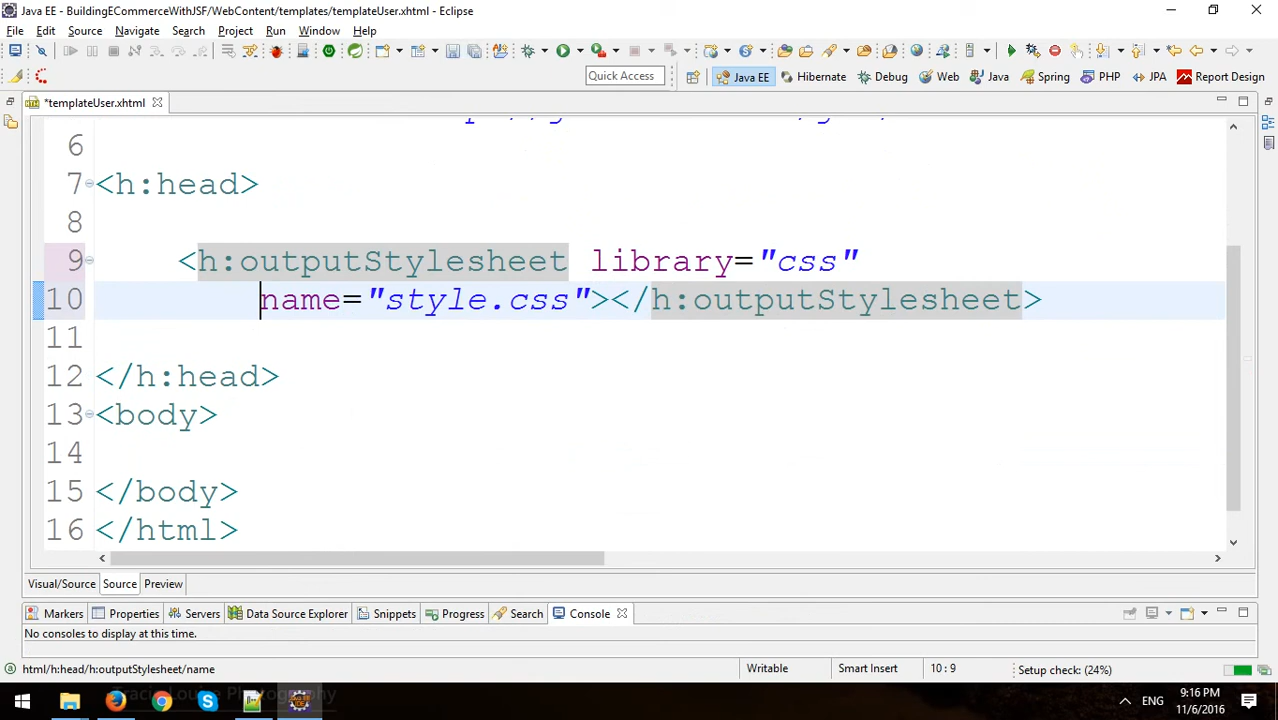 Java EE - BuildingECommerceWithJSF/WebContent/templates/templateUser.xhtml - Eclipse
File Edit Source Navigate Search Project Run Window Help
Quick Access Java EE Hibernate Debug Web Java Spring PHP JPA Report Design
*templateUser.xhtml
6
7 <h:head>
8
9 <h:outputStylesheet library="css"
10 name="style.css"></h:outputStylesheet>
11
12 </h:head>
13 <body>
14
15 </body>
16 </html>
Visual/Source Source Preview
Markers Properties Servers Data Source Explorer Snippets Progress Search Console
No consoles to display at this time.
html/h:head/h:outputStylesheet/name Writable Smart Insert 10 : 9 Setup check: (24%)
ENG 9:16 PM
11/6/2016